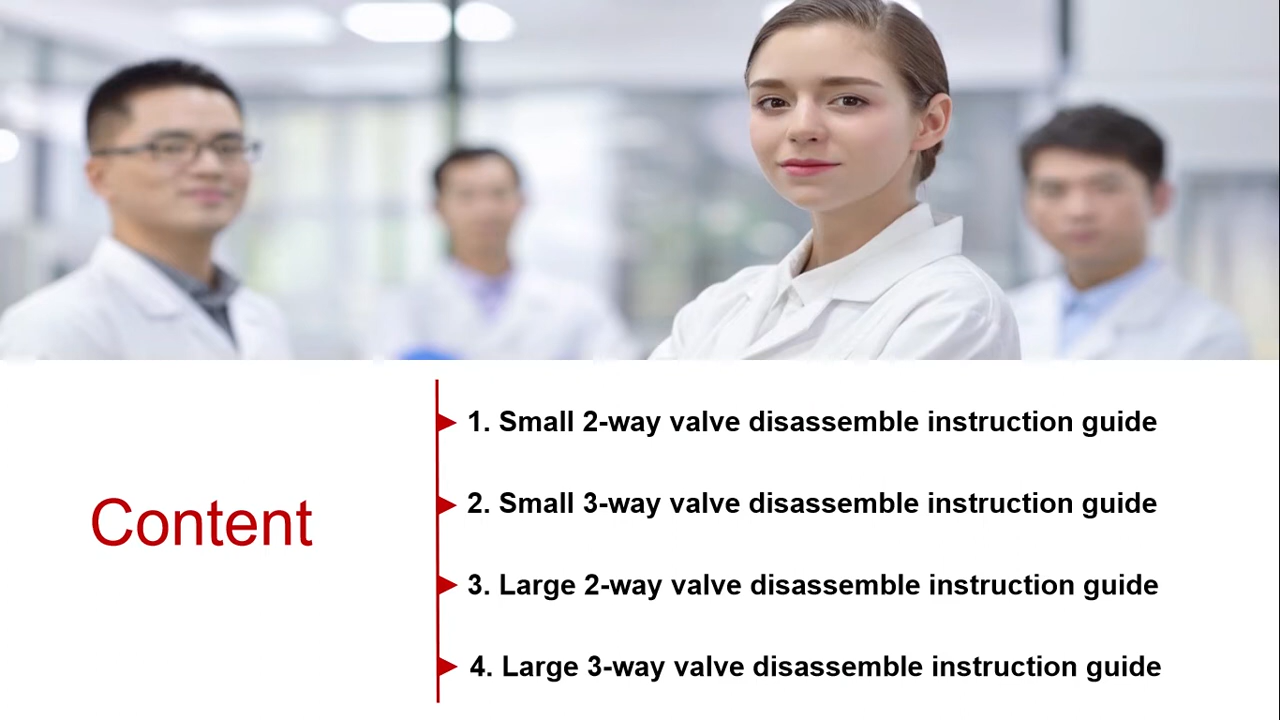 Content
1. Small 2-way valve disassemble instruction guide
2. Small 3-way valve disassemble instruction guide
3. Large 2-way valve disassemble instruction guide
4. Large 3-way valve disassemble instruction guide